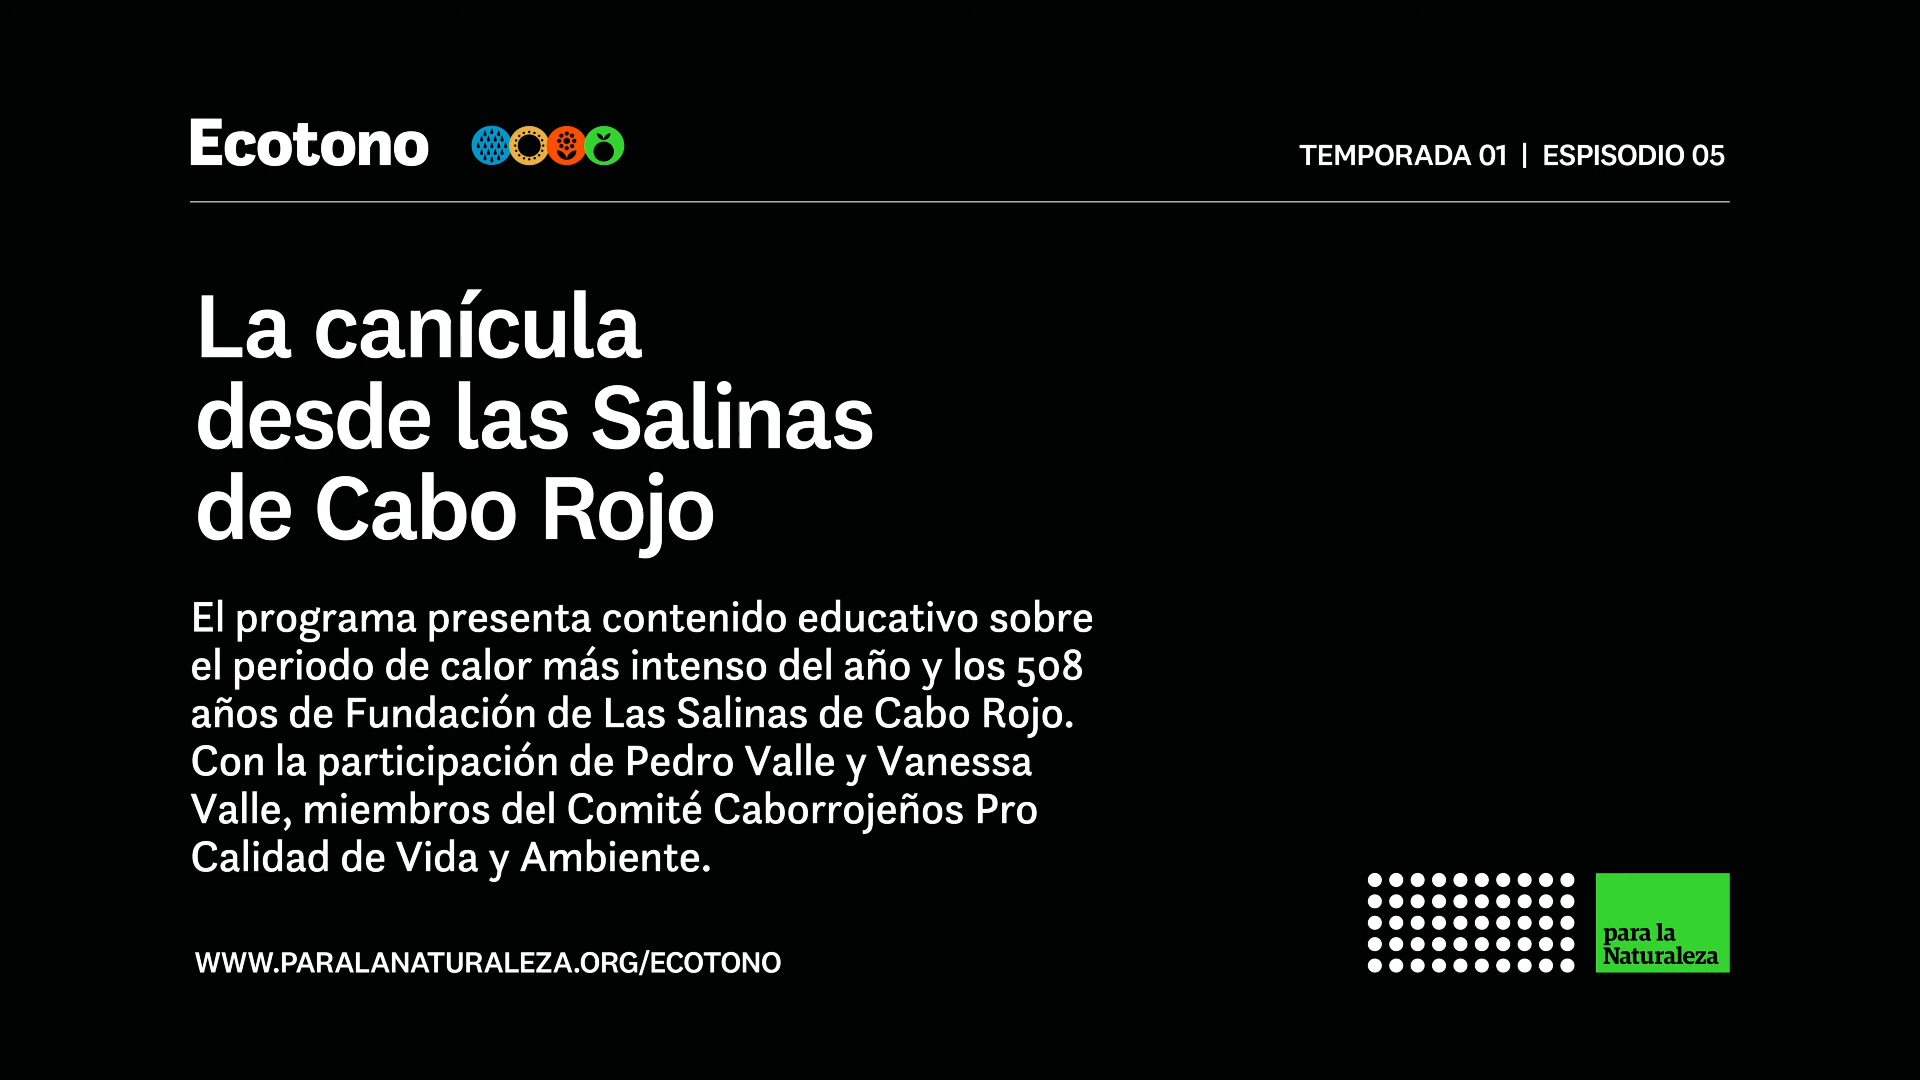 Ecotono
TEMPORADA 01 | ESPISODIO 05
La canícula
desde las Salinas
de Cabo Rojo
El programa presenta contenido educativo sobre
el periodo de calor más intenso del año y los 508
años de Fundación de Las Salinas de Cabo Rojo.
Con la participación de Pedro Valle y Vanessa
Valle, miembros del Comité Caborrojeños Pro
Calidad de Vida y Ambiente.
WWW.PARALANATURALEZA.ORG/ECOTONO
para la
Naturaleza